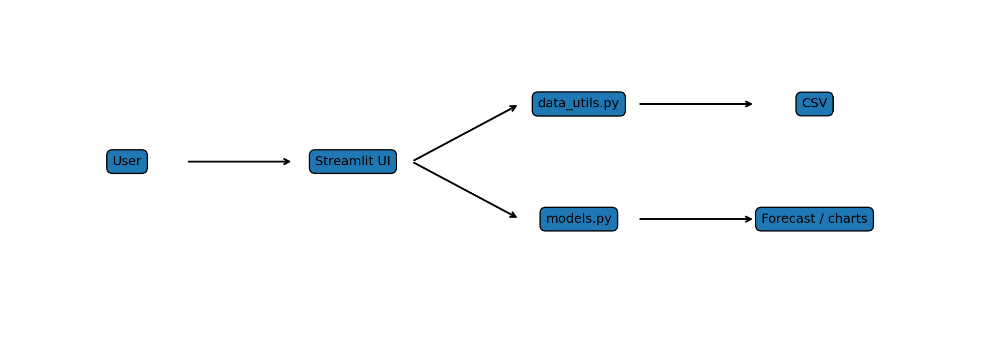 User
Streamlit UI
data_utils.py
CSV
models.py
Forecast / charts